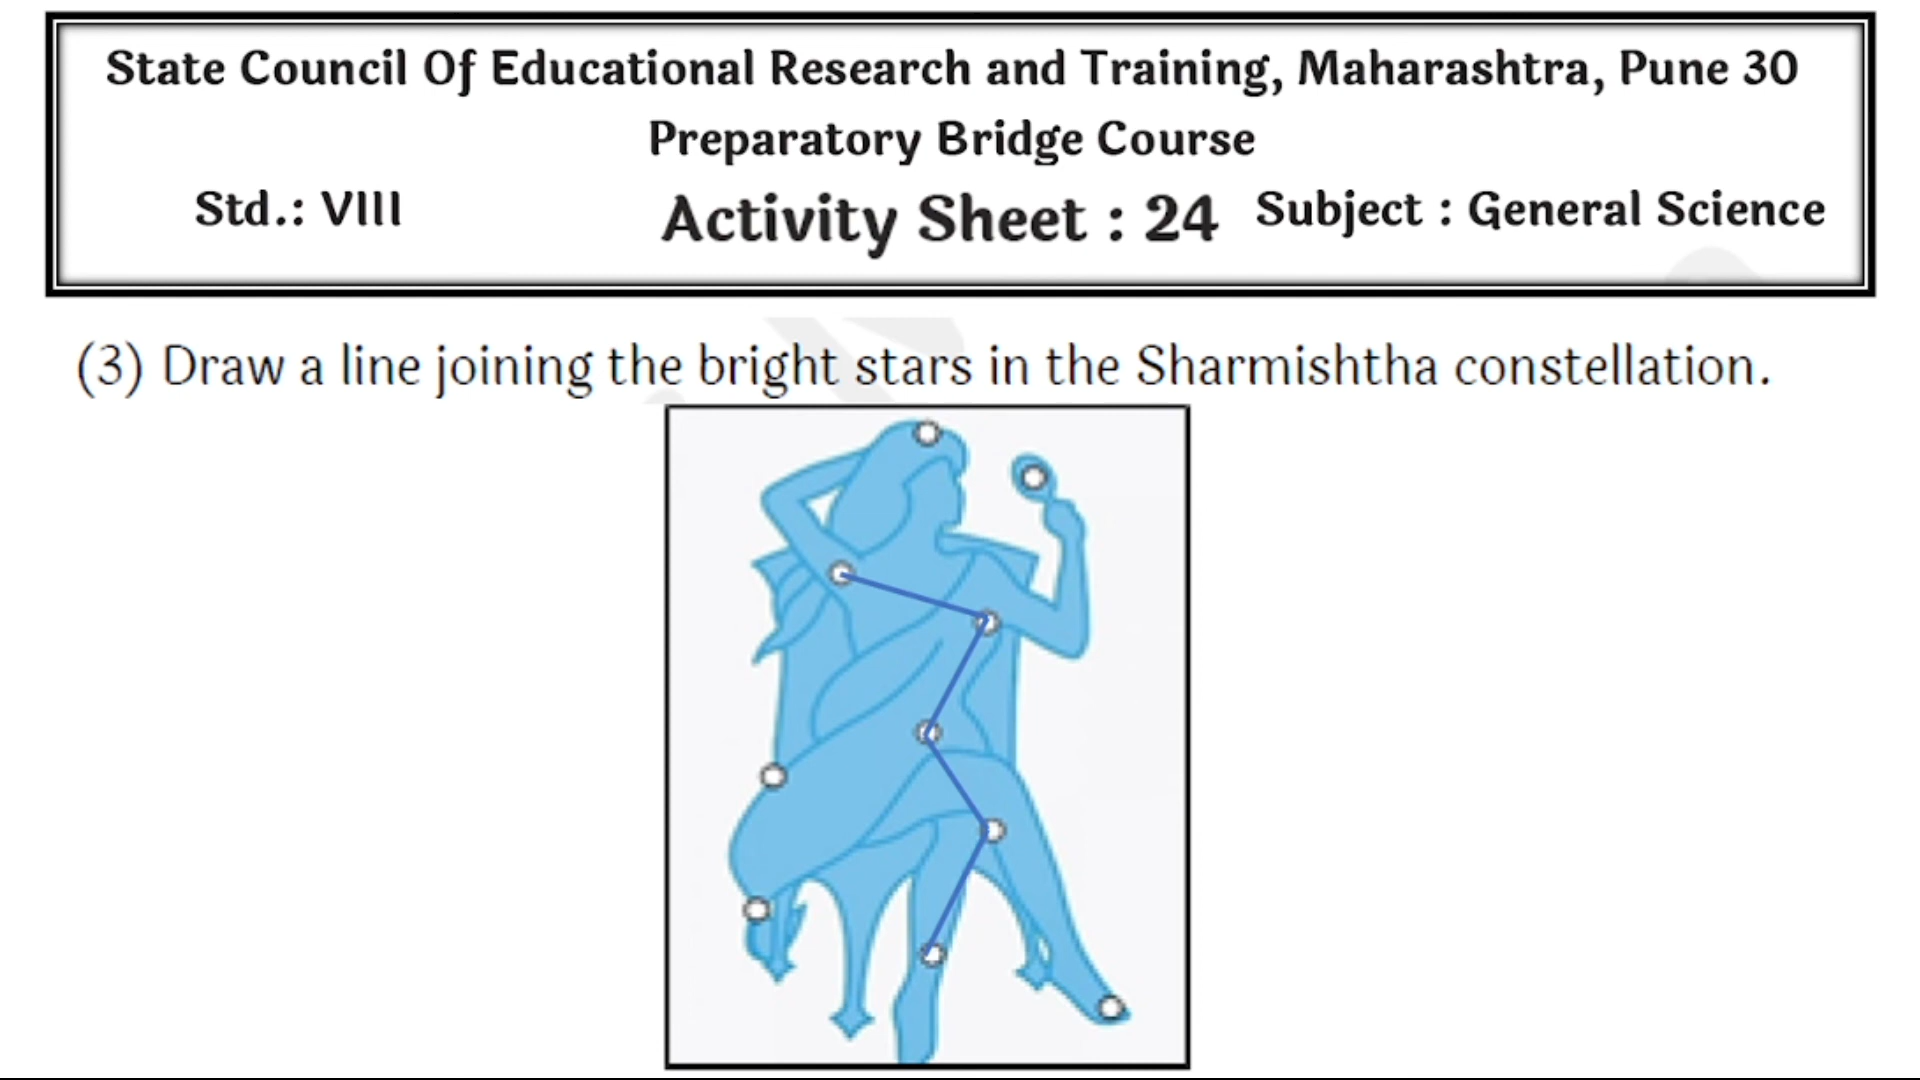 State Council Of Educational Research and Training, Maharashtra, Pune 30
Preparatory Bridge Course
Std.: VIII Activity Sheet : 24 Subject : General Science
(3) Draw a line joining the bright stars in the Sharmishtha constellation.